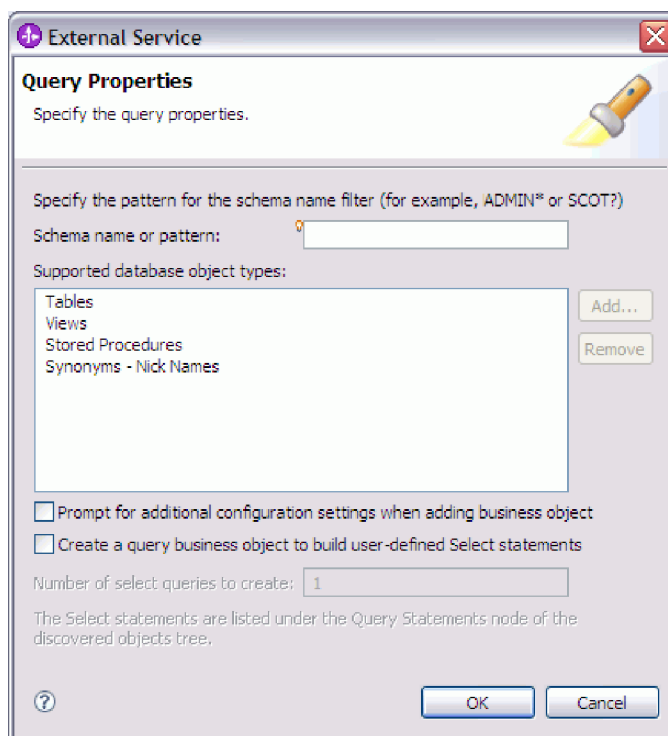 External Service
Query Properties
Specify the query properties.
Specify the pattern for the schema name filter (for example, ADMIN* or SCOT?)
Schema name or pattern:
Supported database object types:
Tables
Views
Stored Procedures
Synonyms - Nick Names
Add...
Remove
Prompt for additional configuration settings when adding business object
Create a query business object to build user-defined Select statements
Number of select queries to create: 1
The Select statements are listed under the Query Statements node of the
discovered objects tree.
?
OK
Cancel